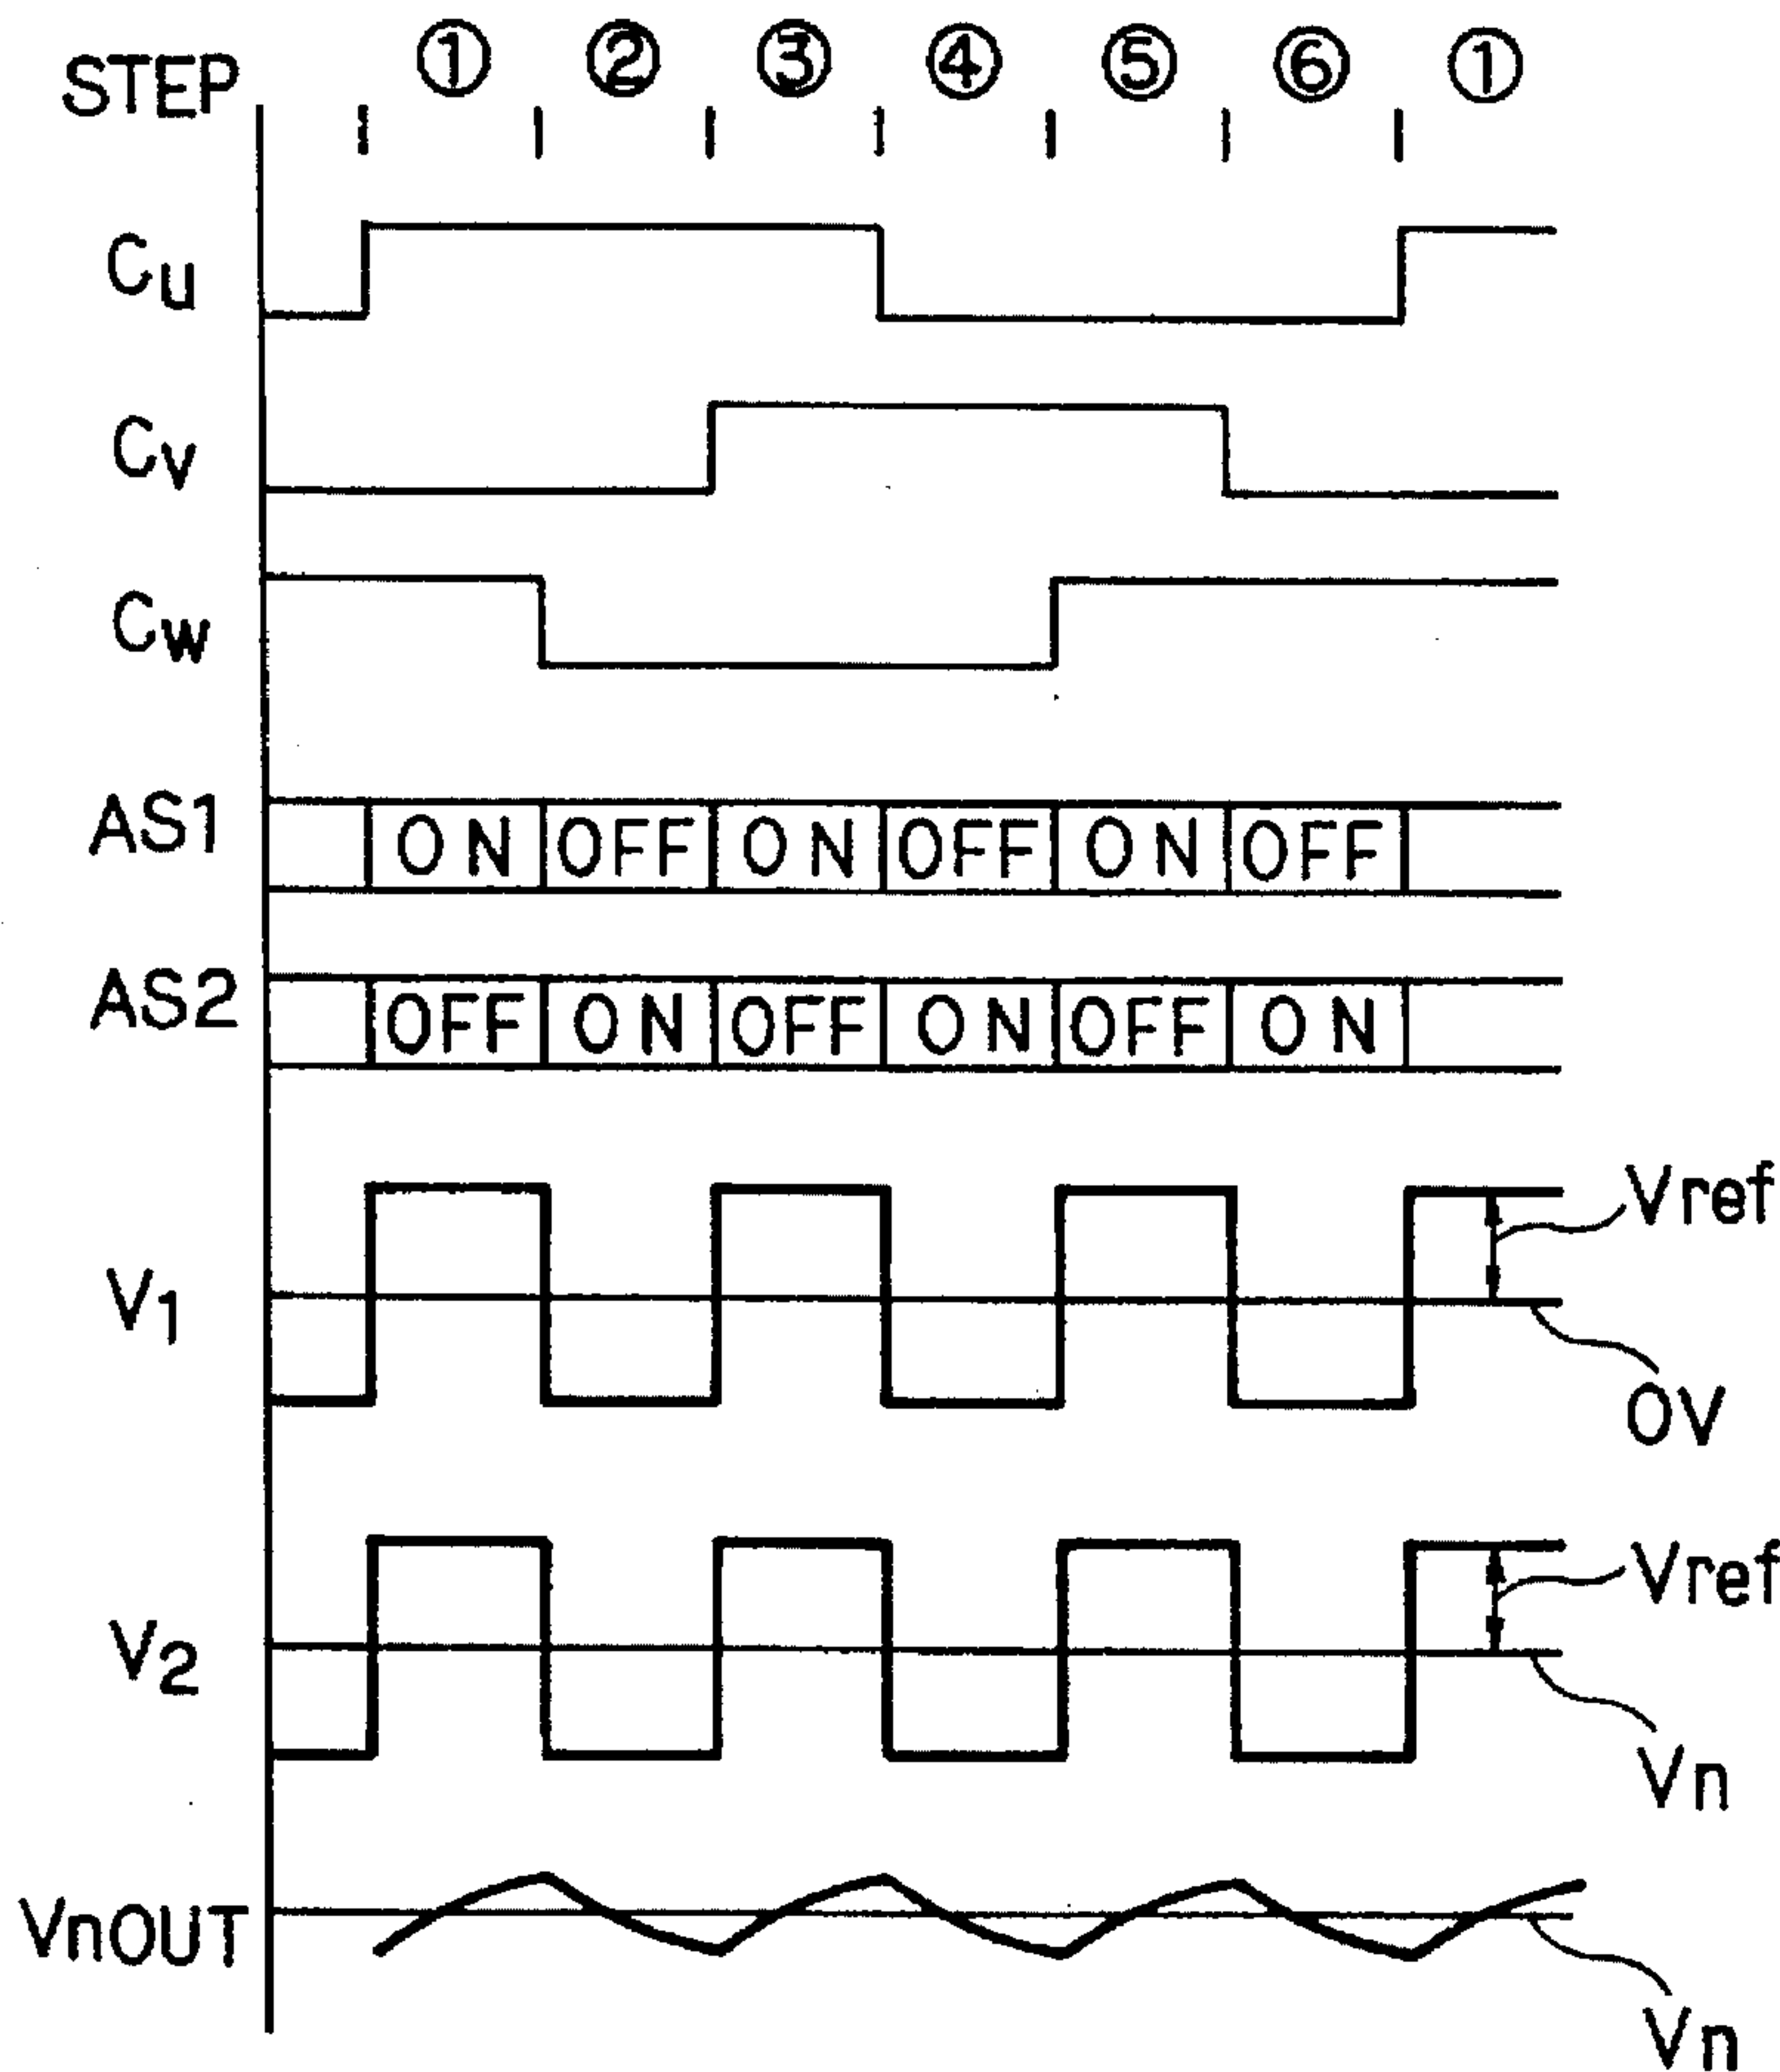 STEP ① ② ③ ④ ⑤ ⑥ ①
Cu
Cv
Cw
AS1 ON OFF ON OFF ON OFF
AS2 OFF ON OFF ON OFF ON
Vref
V1
0V
Vref
V2
Vn
VnOUT
Vn